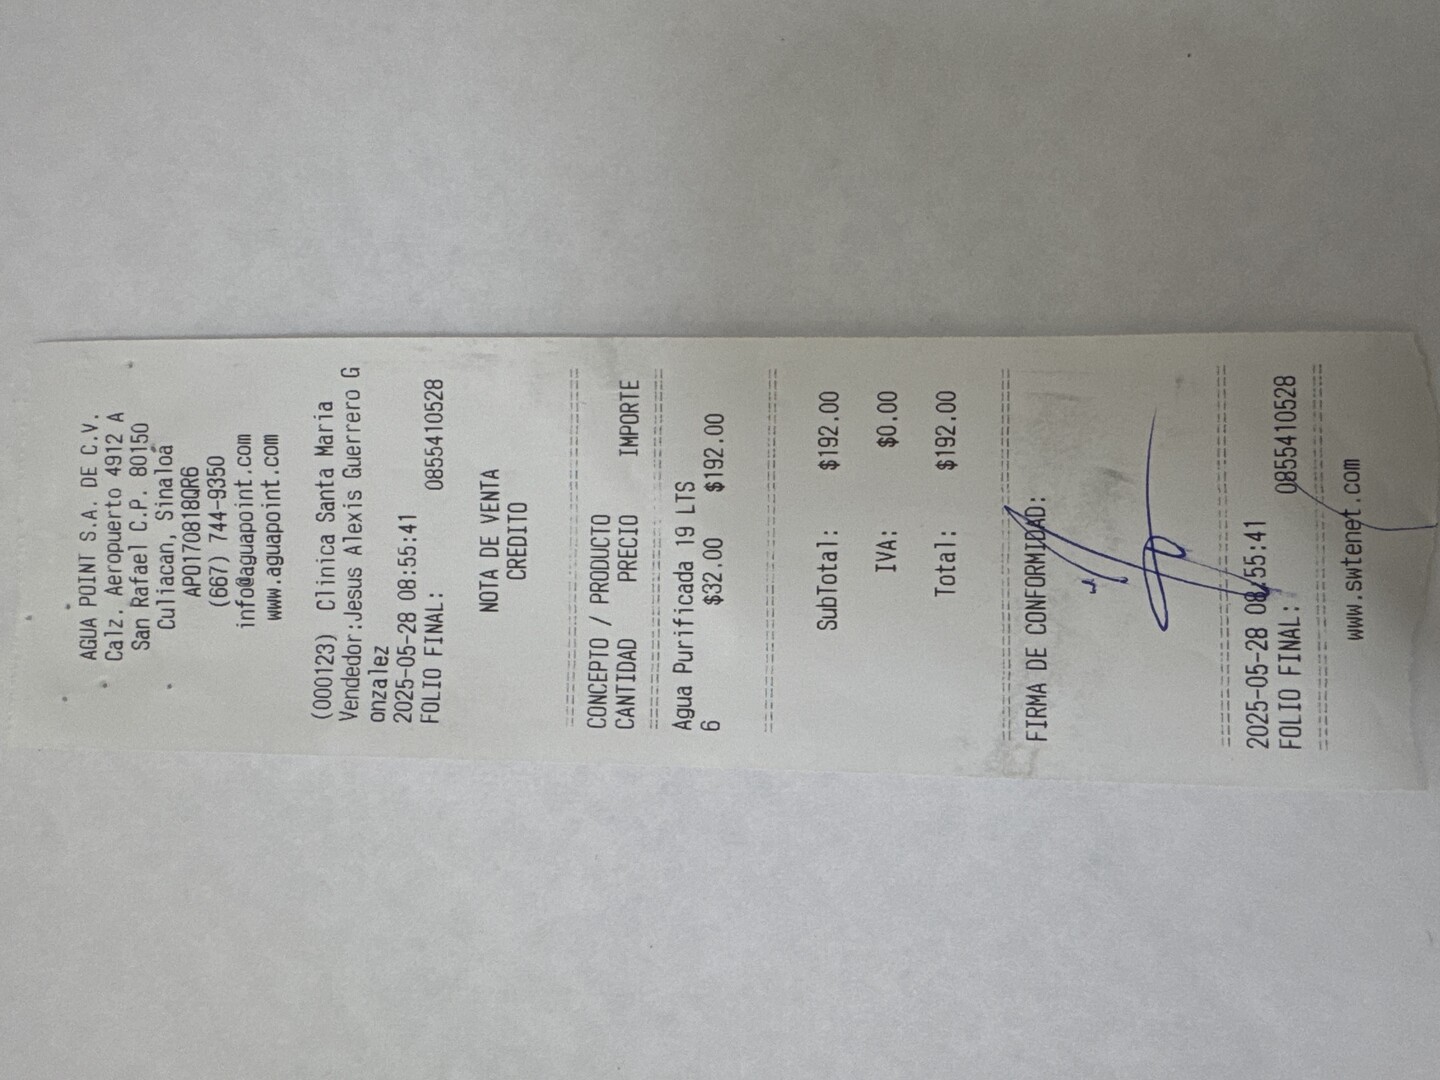 AGUA POINT S.A. DE C.V.
Calz. Aeropuerto 4912 A
San Rafael C.P. 80150
Culiacan, Sinaloa
APO170818QR6
(667) 744-9350
info@aguapoint.com
www.aguapoint.com
(000123) Clinica Santa Maria
Vendedor:Jesus Alexis Guerrero G
onzalez
2025-05-28 08:55:41
FOLIO FINAL: 0855410528
NOTA DE VENTA
CREDITO
================================
CONCEPTO / PRODUCTO
CANTIDAD PRECIO IMPORTE
================================
Agua Purificada 19 LTS
6 $32.00 $192.00
================================
SubTotal: $192.00
IVA: $0.00
Total: $192.00
================================
FIRMA DE CONFORMIDAD:
================================
2025-05-28 08:55:41
FOLIO FINAL: 0855410528
================================
www.swtenet.com